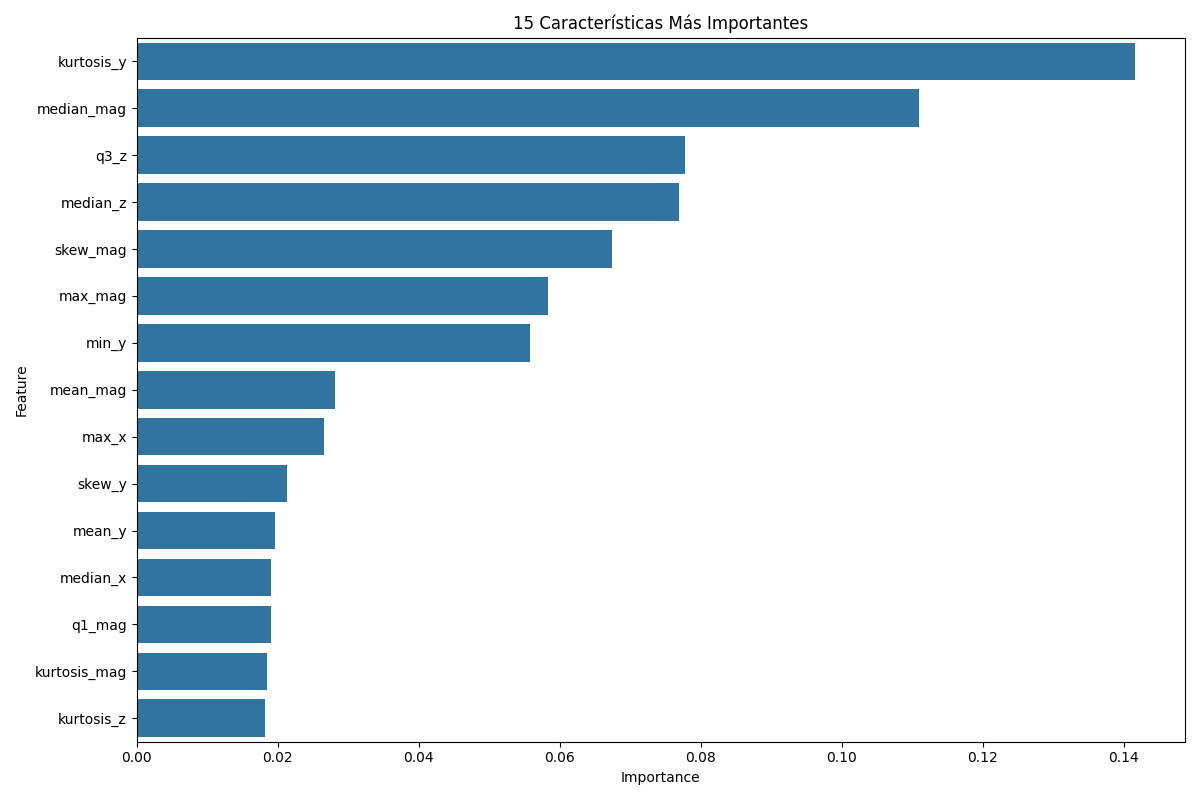 15 Características Más Importantes
Feature
kurtosis_y
median_mag
q3_z
median_z
skew_mag
max_mag
min_y
mean_mag
max_x
skew_y
mean_y
median_x
q1_mag
kurtosis_mag
kurtosis_z
0.00 0.02 0.04 0.06 0.08 0.10 0.12 0.14
Importance